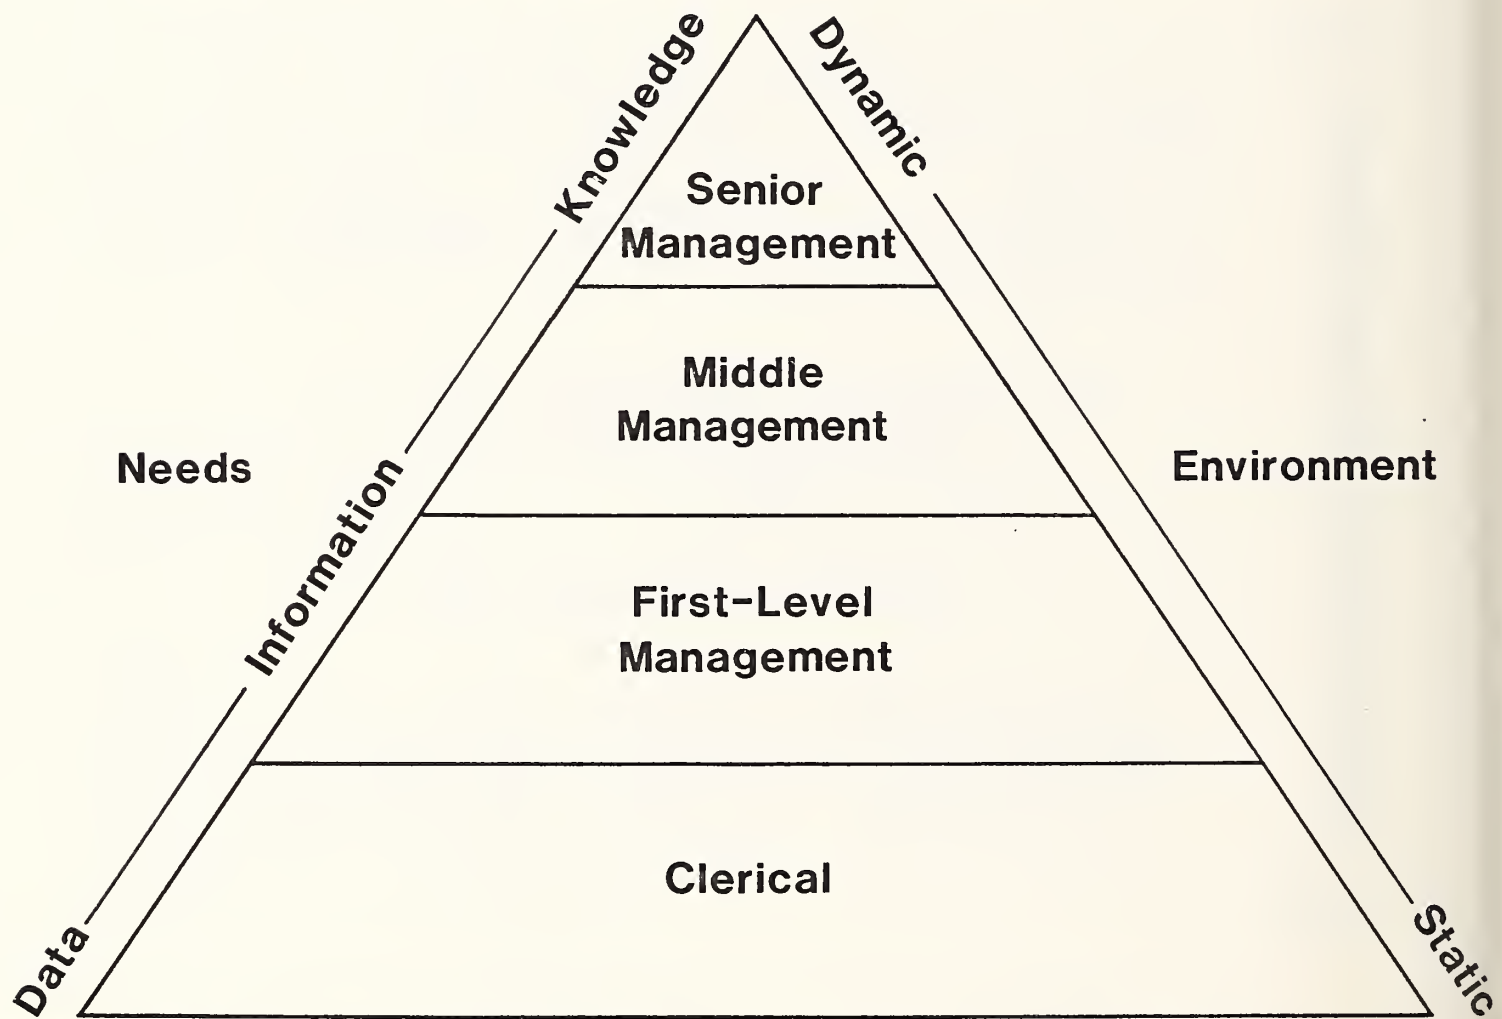 Knowledge
Dynamic
Senior
Management
Middle
Management
Needs
Environment
Information
First-Level
Management
Clerical
Data
Static